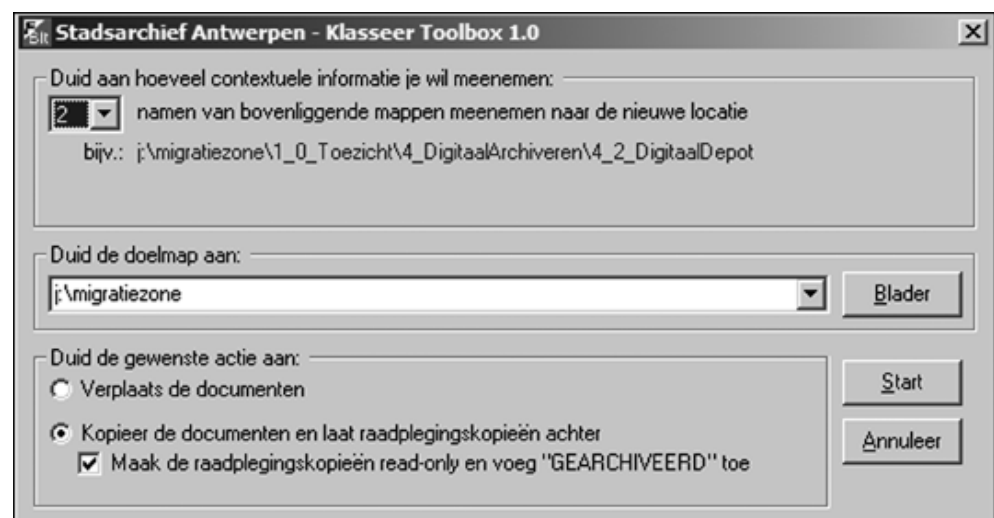 Stadsarchief Antwerpen - Klasseer Toolbox 1.0
Duid aan hoeveel contextuele informatie je wil meenemen:
2 namen van bovenliggende mappen meenemen naar de nieuwe locatie
bijv.: j:\migratiezone\1_0_Toezicht\4_DigitaalArchiveren\4_2_DigitaalDepot
Duid de doelmap aan:
j:\migratiezone
Blader
Duid de gewenste actie aan:
Verplaats de documenten
Start
Kopieer de documenten en laat raadplegingskopieën achter
Annuleer
Maak de raadplegingskopieën read-only en voeg "GEARCHIVEERD" toe